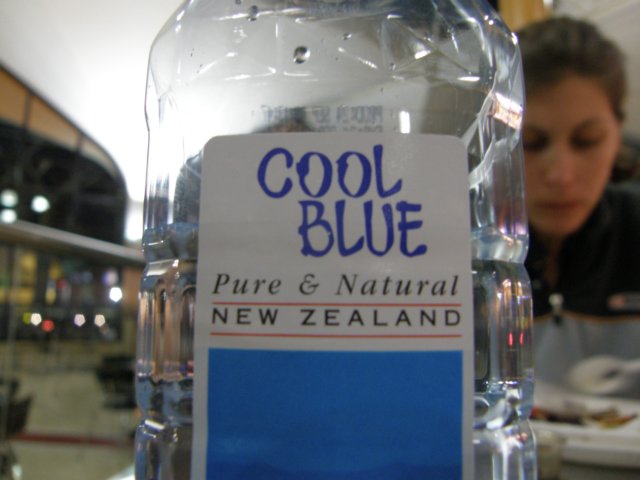 COOL
BLUE
Pure & Natural
NEW ZEALAND